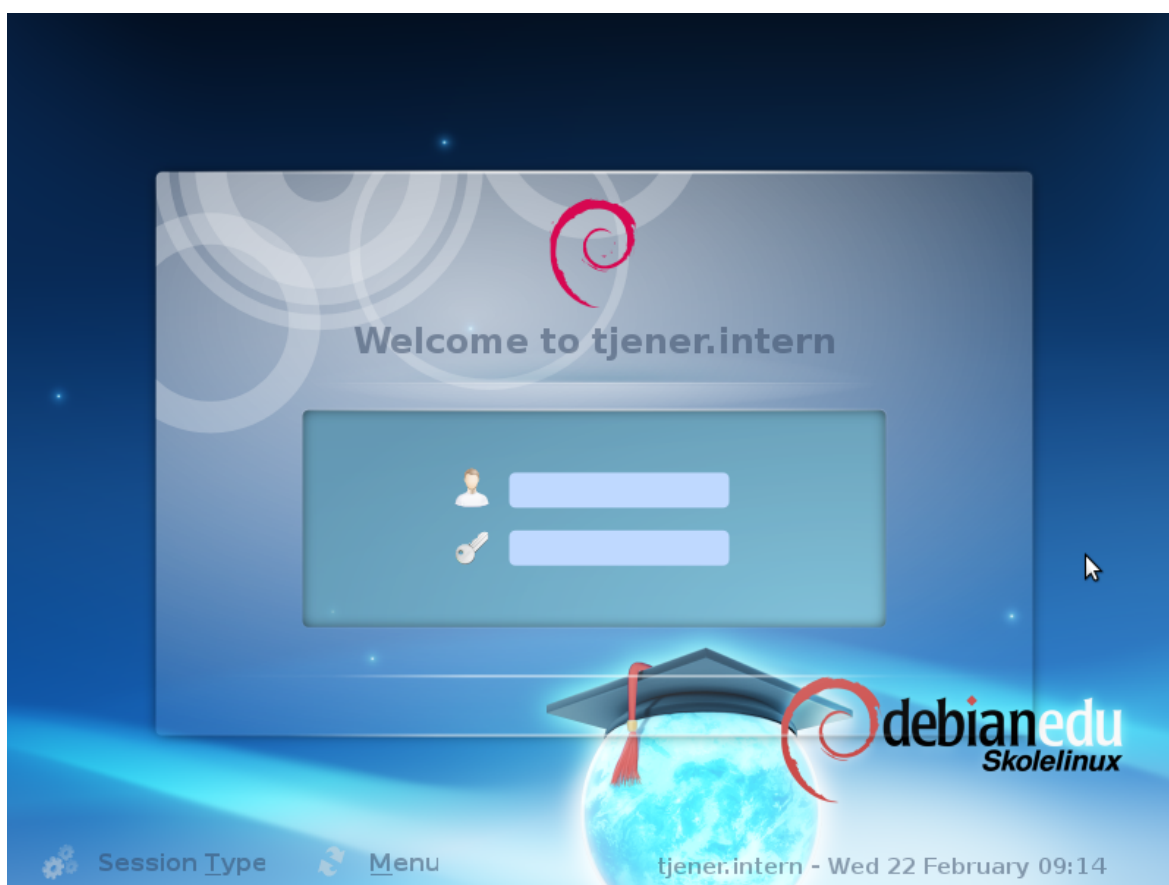 Welcome to tjener.intern
debianedu
Skolelinux
Session Type
Menu
tjener.intern - Wed 22 February 09:14